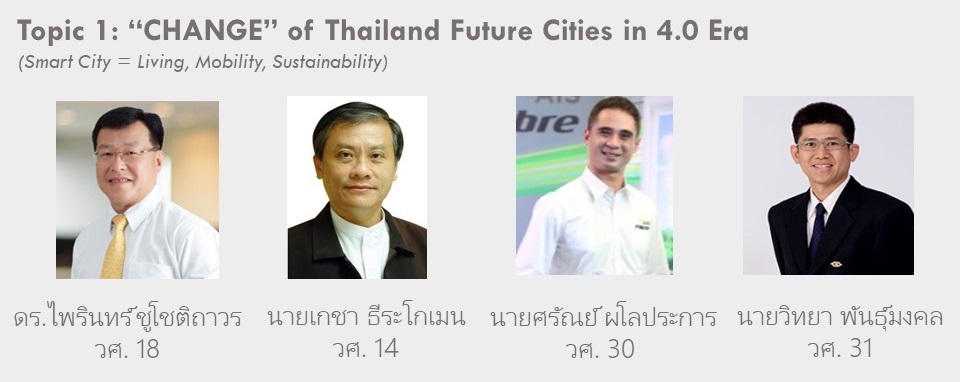 Topic 1: “CHANGE” of Thailand Future Cities in 4.0 Era
(Smart City = Living, Mobility, Sustainability)
AIS
bre
ดร.ไพรินทร์ ชูโชติถาวร
นายเกชา ธีระโกเมน
นายศรัณย์ ผโลประการ
นายวิทยา พันธุ์มงคล
วศ. 18
วศ. 14
วศ. 30
วศ. 31